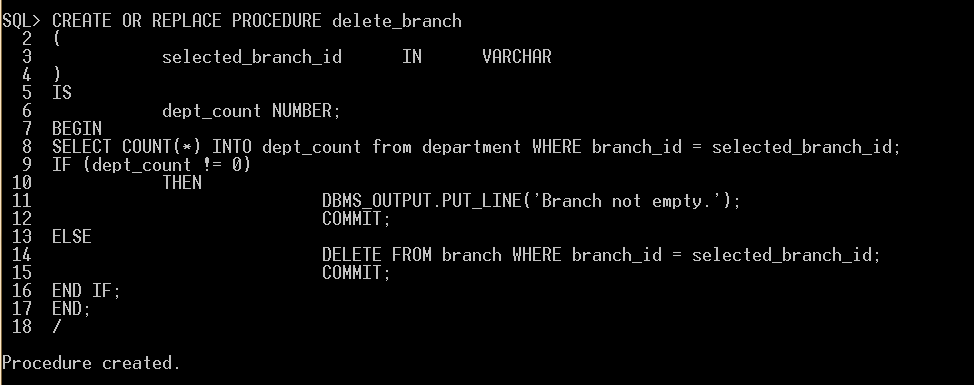 SQL> CREATE OR REPLACE PROCEDURE delete_branch
2 (
3 selected_branch_id IN VARCHAR
4 )
5 IS
6 dept_count NUMBER;
7 BEGIN
8 SELECT COUNT(*) INTO dept_count from department WHERE branch_id = selected_branch_id;
9 IF (dept_count != 0)
10 THEN
11 DBMS_OUTPUT.PUT_LINE('Branch not empty.');
12 COMMIT;
13 ELSE
14 DELETE FROM branch WHERE branch_id = selected_branch_id;
15 COMMIT;
16 END IF;
17 END;
18 /
Procedure created.